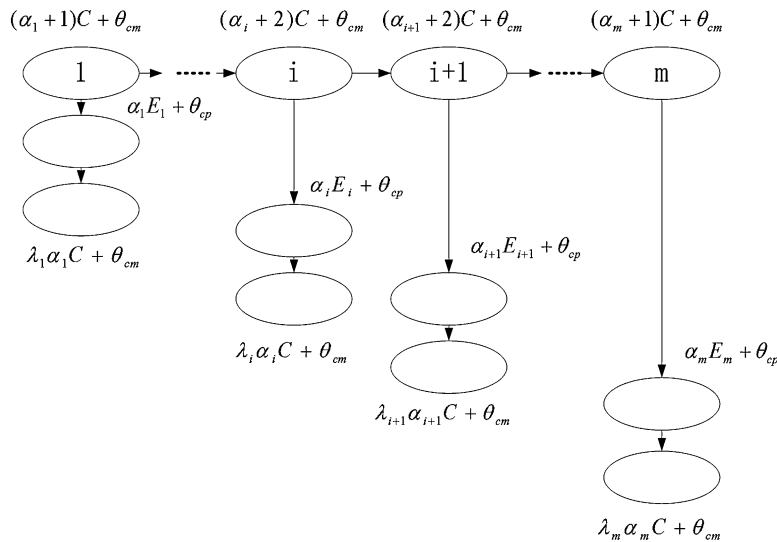 (α₁+1)C + θ_cm
(α_i+2)C + θ_cm
(α_{i+1}+2)C + θ_cm
(α_m+1)C + θ_cm
1
i
i+1
m
α₁E₁ + θ_cp
α_iE_i + θ_cp
λ₁α₁C + θ_cm
α_{i+1}E_{i+1} + θ_cp
λ_iα_iC + θ_cm
α_mE_m + θ_cp
λ_{i+1}α_{i+1}C + θ_cm
λ_mα_mC + θ_cm